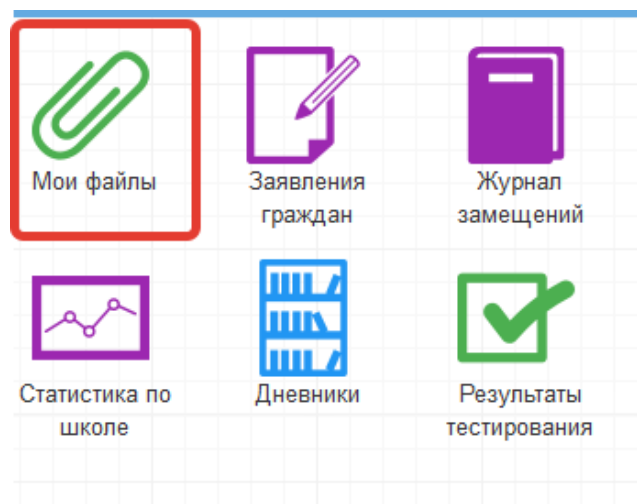 Мои файлы
Заявления
граждан
Журнал
замещений
Статистика по
школе
Дневники
Результаты
тестирования